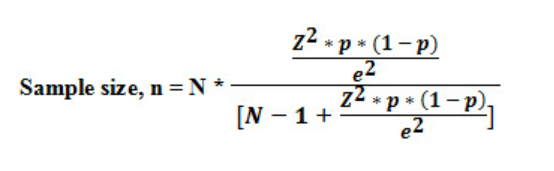 Z² * p * (1 – p)
e²
Sample size, n = N *
[N – 1 + Z² * p * (1 – p)]
e²